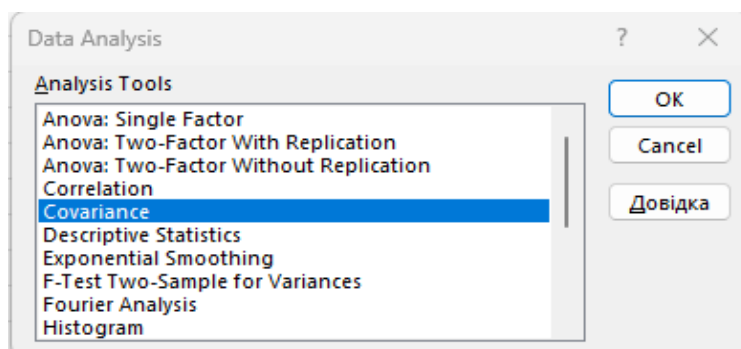 Data Analysis ? ×
Analysis Tools
Anova: Single Factor
Anova: Two-Factor With Replication
Anova: Two-Factor Without Replication
Correlation
Covariance
Descriptive Statistics
Exponential Smoothing
F-Test Two-Sample for Variances
Fourier Analysis
Histogram
OK
Cancel
Довідка